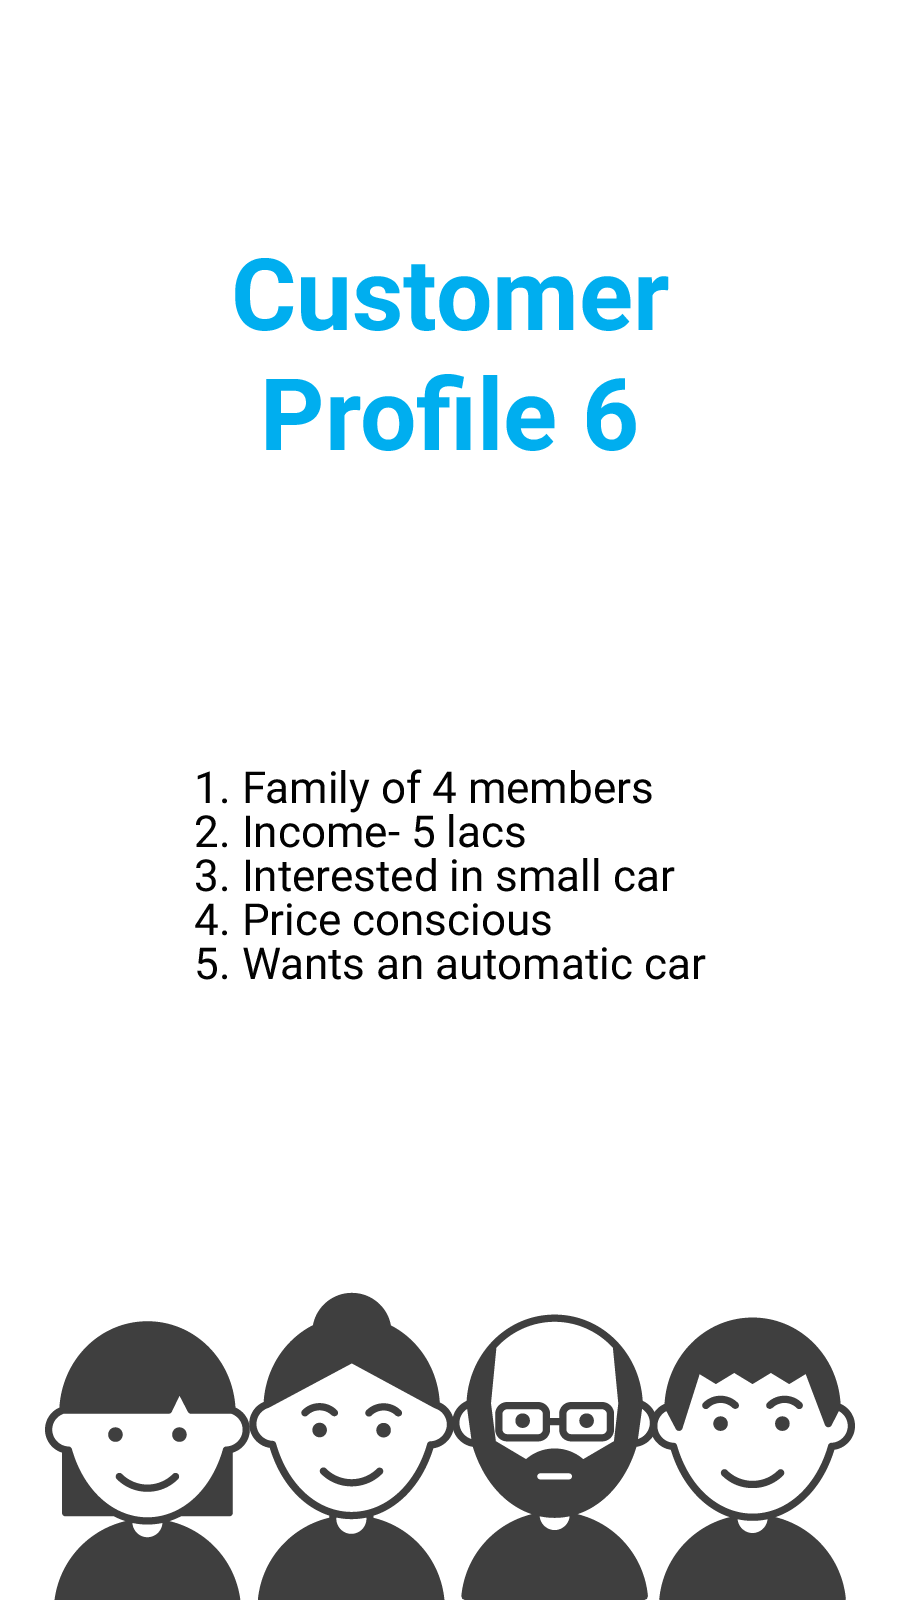 Customer
Profile 6
1. Family of 4 members
2. Income- 5 lacs
3. Interested in small car
4. Price conscious
5. Wants an automatic car